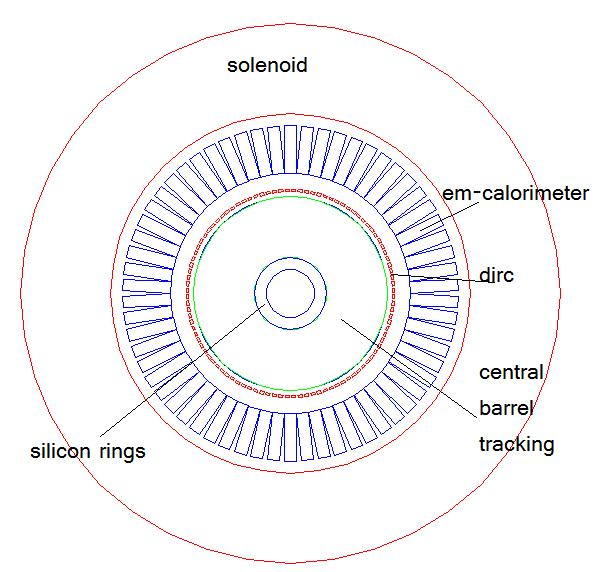 solenoid
em-calorimeter
dirc
central
barrel
tracking
silicon rings